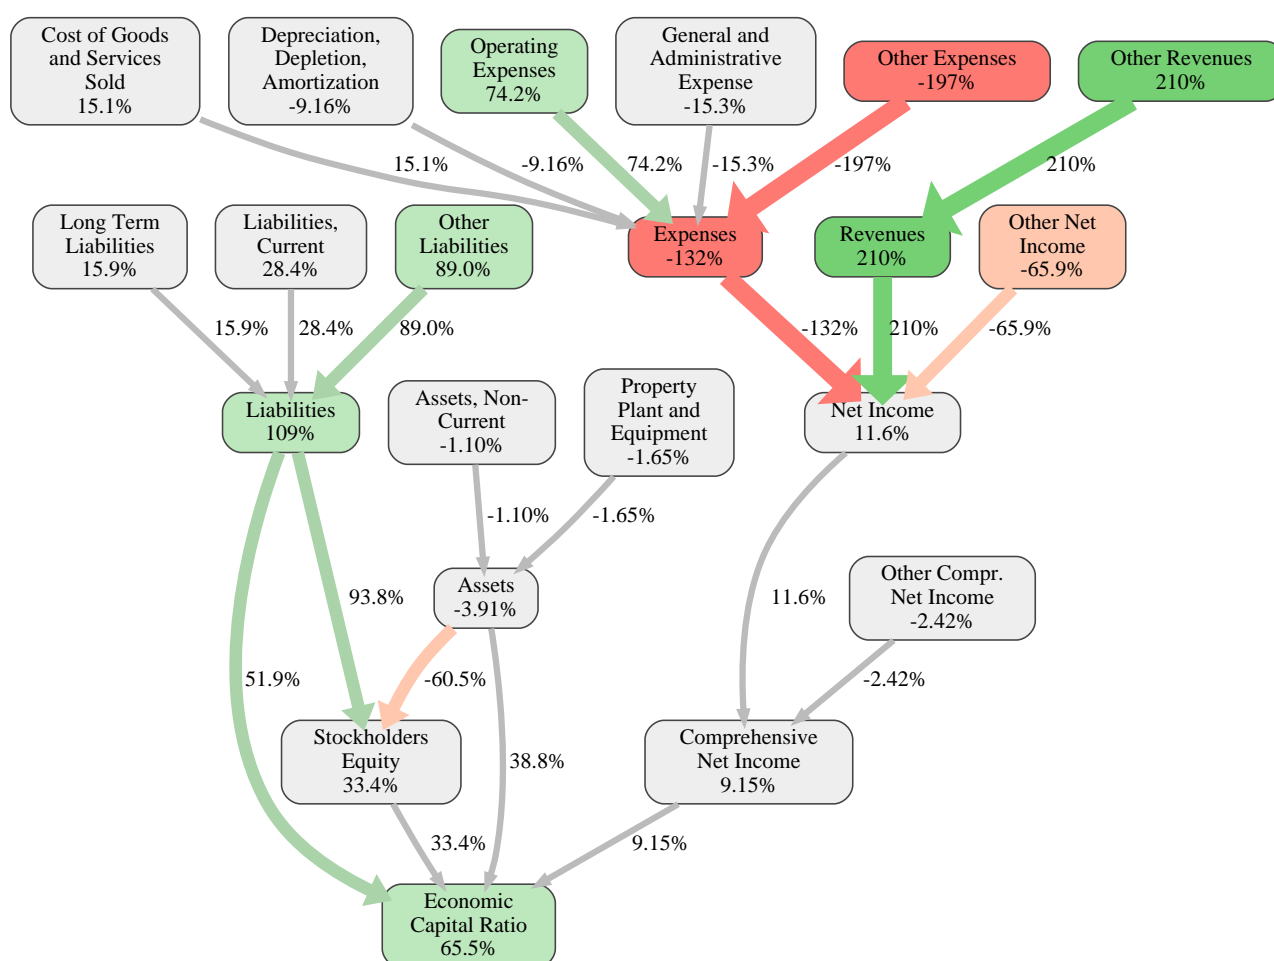 Cost of Goods
and Services
Sold
15.1%
Depreciation,
Depletion,
Amortization
-9.16%
Operating
Expenses
74.2%
General and
Administrative
Expense
-15.3%
Other Expenses
-197%
Other Revenues
210%
15.1%
-9.16%
74.2%
-15.3%
-197%
210%
Long Term
Liabilities
15.9%
Liabilities,
Current
28.4%
Other
Liabilities
89.0%
Expenses
-132%
Revenues
210%
Other Net
Income
-65.9%
15.9%
28.4%
89.0%
-132%
210%
-65.9%
Liabilities
109%
Assets, Non-
Current
-1.10%
Property
Plant and
Equipment
-1.65%
Net Income
11.6%
-1.10%
-1.65%
Assets
-3.91%
Other Compr.
Net Income
-2.42%
93.8%
11.6%
51.9%
-60.5%
-2.42%
Stockholders
Equity
33.4%
38.8%
Comprehensive
Net Income
9.15%
33.4%
9.15%
Economic
Capital Ratio
65.5%